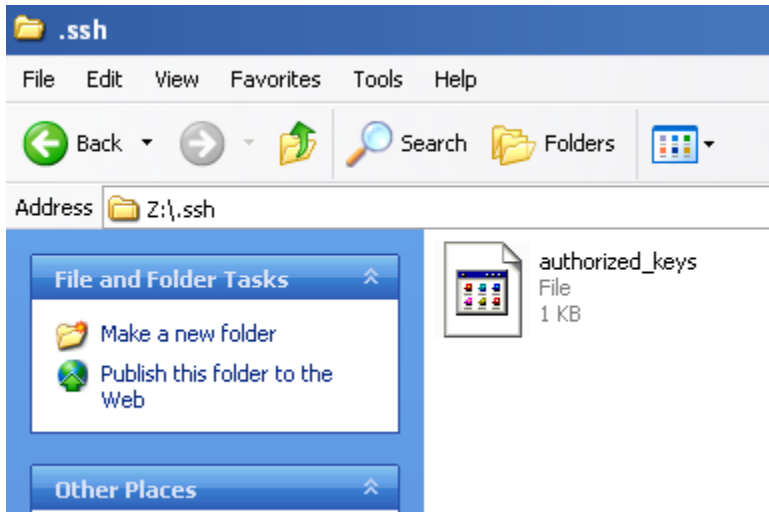 .ssh
File Edit View Favorites Tools Help
Back Search Folders
Address Z:\.ssh
File and Folder Tasks
Make a new folder
Publish this folder to the
Web
Other Places
authorized_keys
File
1 KB